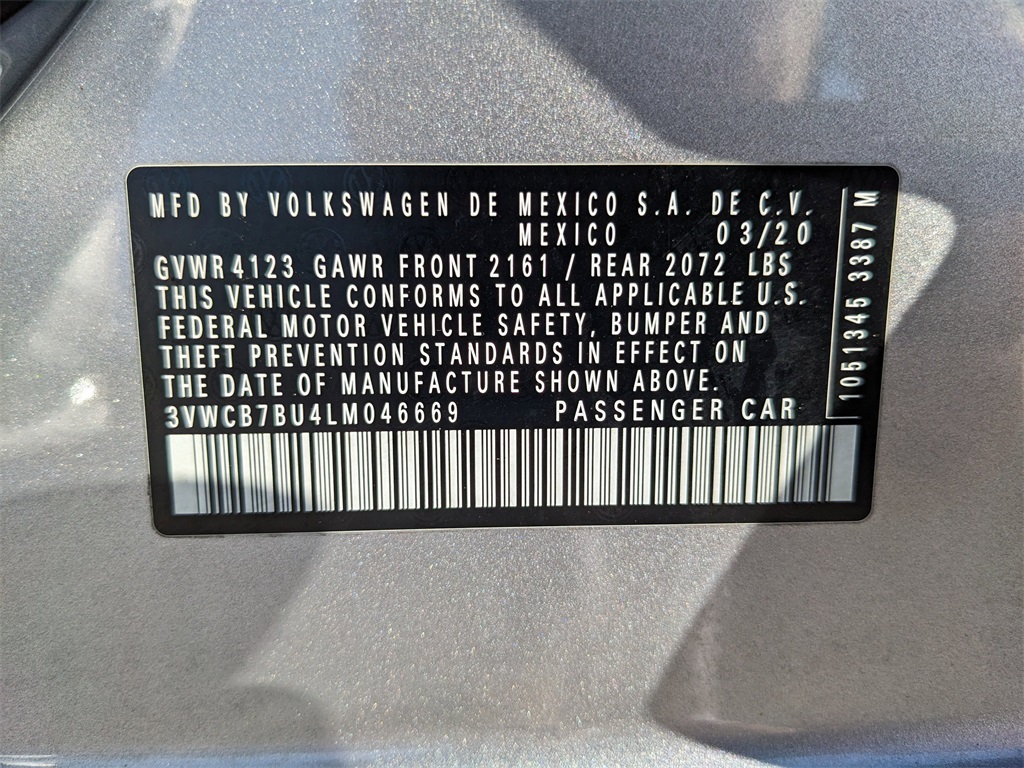 MFD BY VOLKSWAGEN DE MEXICO S.A. DE C.V.
MEXICO 03/20
GVWR 4123 GAWR FRONT 2161 / REAR 2072 LBS
THIS VEHICLE CONFORMS TO ALL APPLICABLE U.S.
FEDERAL MOTOR VEHICLE SAFETY, BUMPER AND
THEFT PREVENTION STANDARDS IN EFFECT ON
THE DATE OF MANUFACTURE SHOWN ABOVE.
3VWCB7BU4LM046669 PASSENGER CAR
1051345 3387 M